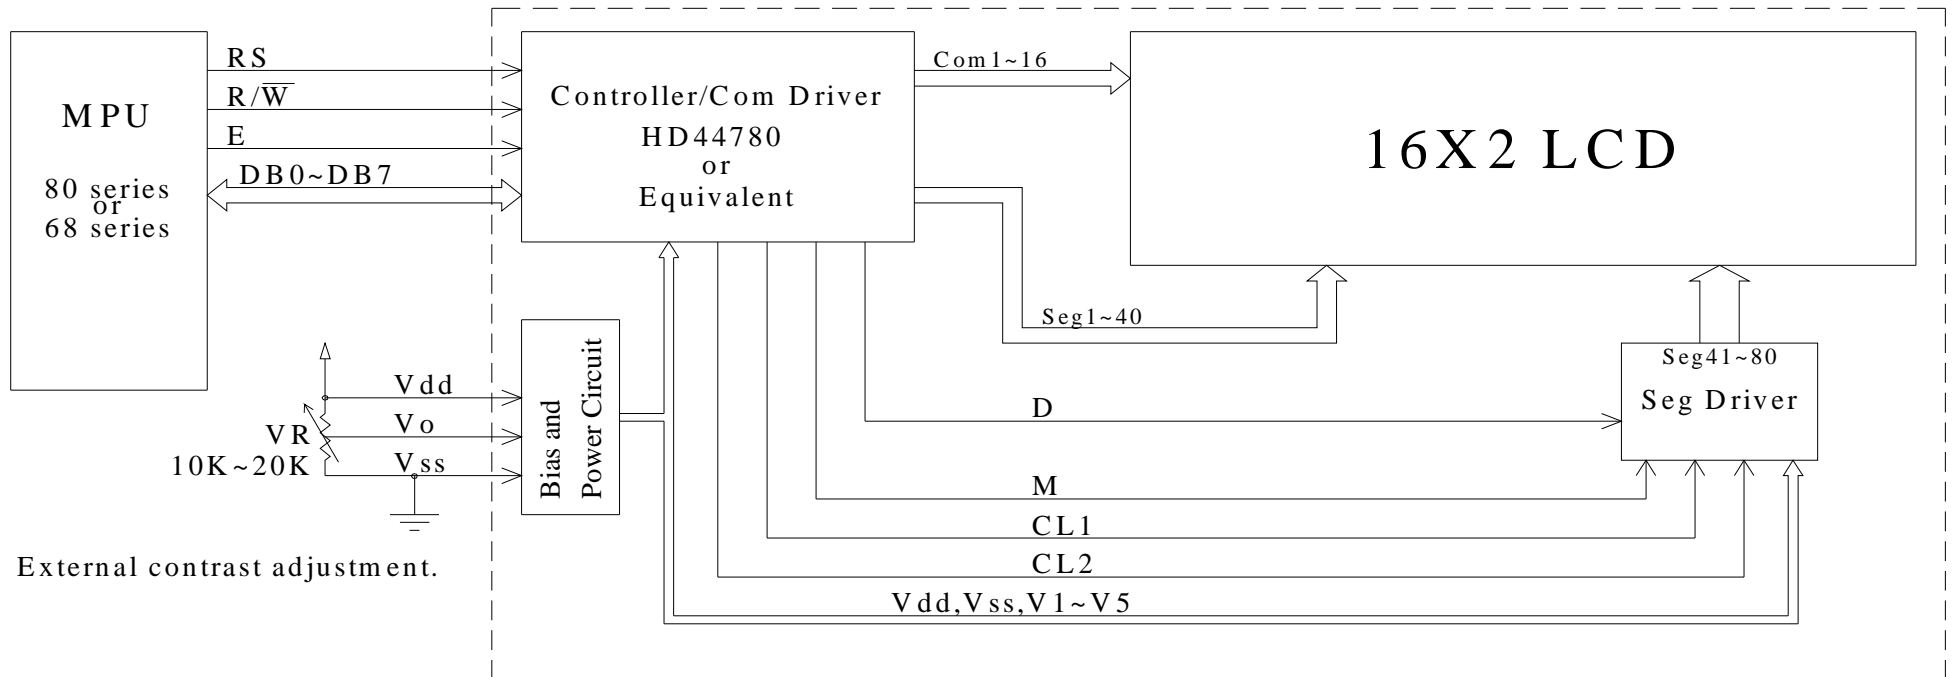 MPU
80 series
or
68 series
RS
R/W̅
E
DB0~DB7
Controller/Com Driver
HD44780
or
Equivalent
Com1~16
16X2 LCD
Seg1~40
Seg41~80
Seg Driver
Vdd
Vo
Vss
VR
10K~20K
Bias and
Power Circuit
D
M
CL1
CL2
Vdd,Vss,V1~V5
External contrast adjustment.